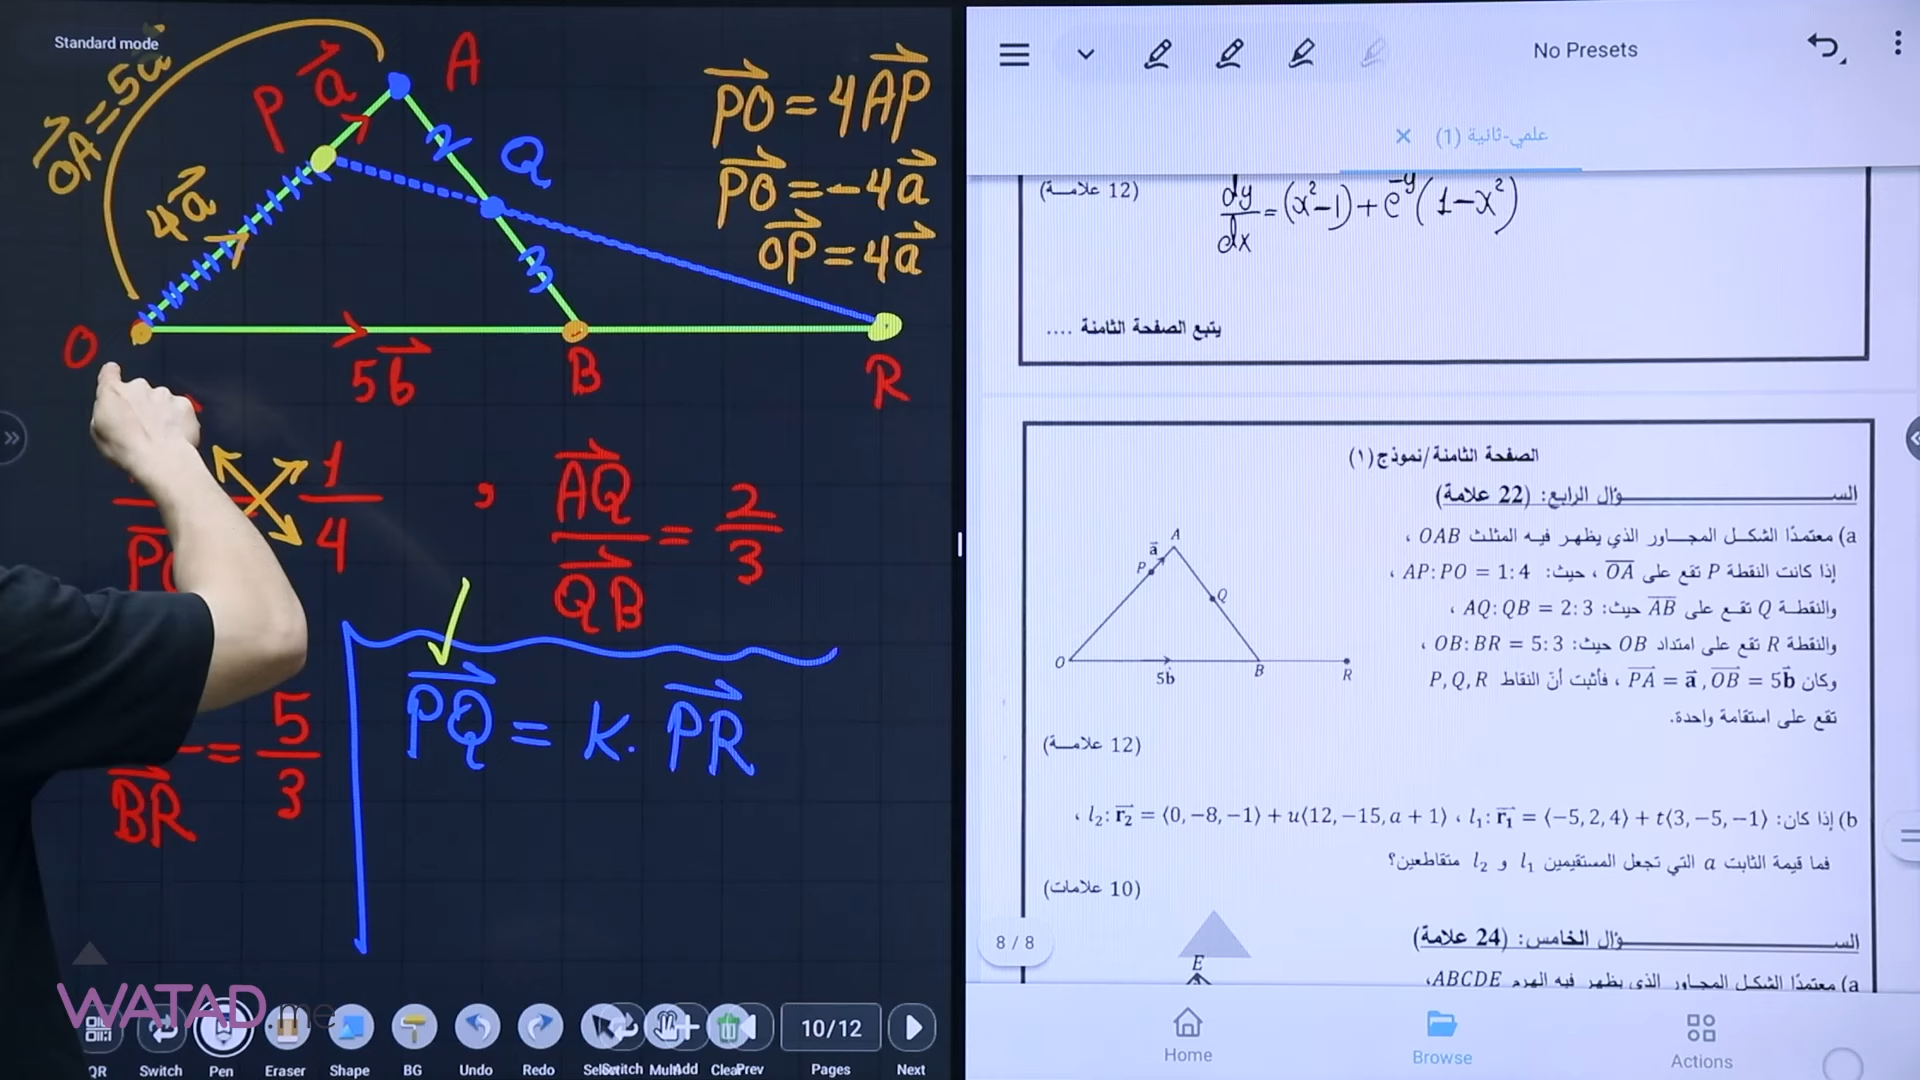 Standard mode
A
P
a
OA = 5a
PO = 4AP
PO = −4a
OP = 4a
4a
2
Q
3
O
5b
B
R
1
4
,
AQ
QB
=
2
3
PQ = K. PR
BR
=
5
3
WATAD.me
10/12
QR
Switch
Pen
Eraser
Shape
BG
Undo
Redo
Pages
Next
No Presets
علمي-ثانية (1)
(12 علامة)
dy/dx = (x²−1) + e^−y (1−x²)
يتبع الصفحة الثامنة ....
الصفحة الثامنة/نموذج(١)
الســـؤال الرابع: (22 علامة)
a) معتمدًا الشكل المجاور الذي يظهر فيه المثلث OAB ،
إذا كانت النقطة P تقع على OA ، حيث: AP: PO = 1: 4 ،
والنقطة Q تقع على AB حيث: AQ: QB = 2: 3 ،
والنقطة R تقع على امتداد OB حيث: OB: BR = 5: 3 ،
وكان PA = a , OB = 5b ، فأثبت أنّ النقاط P, Q, R
تقع على استقامة واحدة.
(12 علامة)
A
a
P
Q
O
5b
B
R
b) إذا كان: l₁: r₁ = ⟨−5, 2, 4⟩ + t⟨3, −5, −1⟩ ، l₂: r₂ = ⟨0, −8, −1⟩ + u⟨12, −15, a + 1⟩ ،
فما قيمة الثابت a التي تجعل المستقيمين l₁ و l₂ متقاطعين؟
(10 علامات)
الســـؤال الخامس: (24 علامة)
a) معتمدًا الشكل المجاور الذي يظهر فيه الهرم ABCDE،
E
8 / 8
Home
Browse
Actions